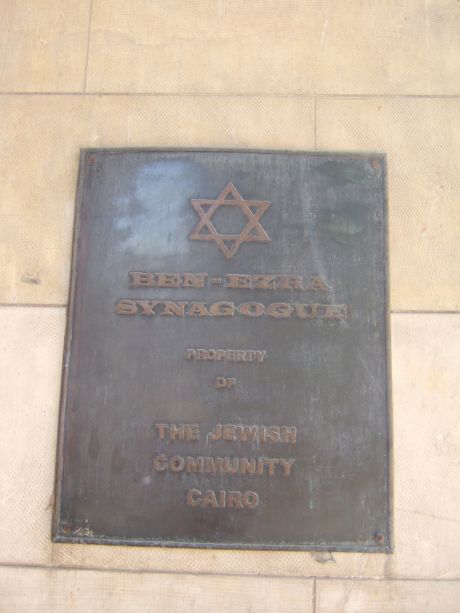 BEN-EZRA
SYNAGOGUE
PROPERTY
OF
THE JEWISH
COMMUNITY
CAIRO